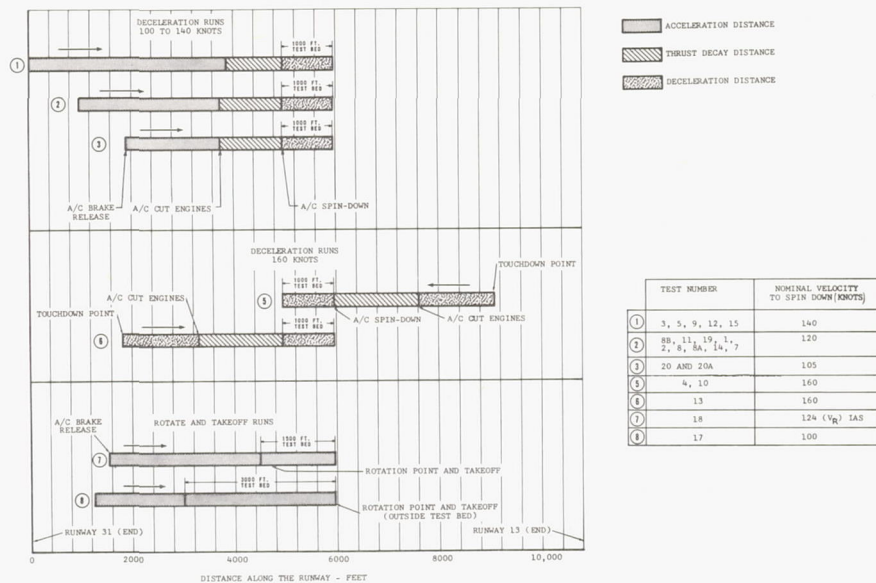 DECELERATION RUNS
100 TO 140 KNOTS
1000 FT.
TEST BED
1
1000 FT.
TEST BED
2
1000 FT.
TEST BED
3
A/C BRAKE
RELEASE
A/C CUT ENGINES
A/C SPIN-DOWN
ACCELERATION DISTANCE
THRUST DECAY DISTANCE
DECELERATION DISTANCE
DECELERATION RUNS
160 KNOTS
TOUCHDOWN POINT
1000 FT.
TEST BED
5
A/C SPIN-DOWN
A/C CUT ENGINES
A/C CUT ENGINES
TOUCHDOWN POINT
1000 FT.
TEST BED
6
A/C BRAKE
RELEASE
ROTATE AND TAKEOFF RUNS
1500 FT.
TEST BED
7
ROTATION POINT AND TAKEOFF
3000 FT.
TEST BED
8
ROTATION POINT AND TAKEOFF
(OUTSIDE TEST BED)
RUNWAY 31 (END)
RUNWAY 13 (END)
0 2000 4000 6000 8000 10,000
DISTANCE ALONG THE RUNWAY - FEET
TEST NUMBER NOMINAL VELOCITY
TO SPIN DOWN (KNOTS)
1 3, 5, 9, 12, 15 140
2 8B, 11, 19, 1, 120
2, 8, 8A, 14, 7
3 20 AND 20A 105
5 4, 10 160
6 13 160
7 18 124 (VR) IAS
8 17 100